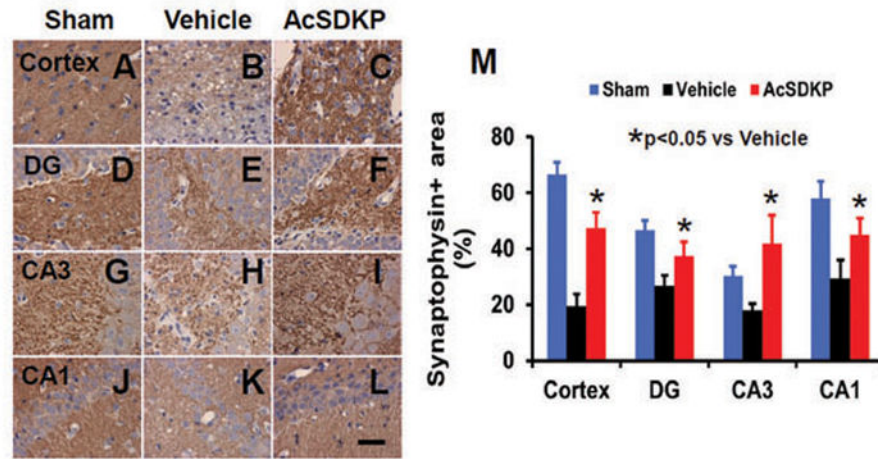 Sham Vehicle AcSDKP
Cortex A B C
DG D E F
CA3 G H I
CA1 J K L
M
Sham Vehicle AcSDKP
*p<0.05 vs Vehicle
Synaptophysin+ area
(%)
80
60
40
20
0
* * * *
Cortex DG CA3 CA1